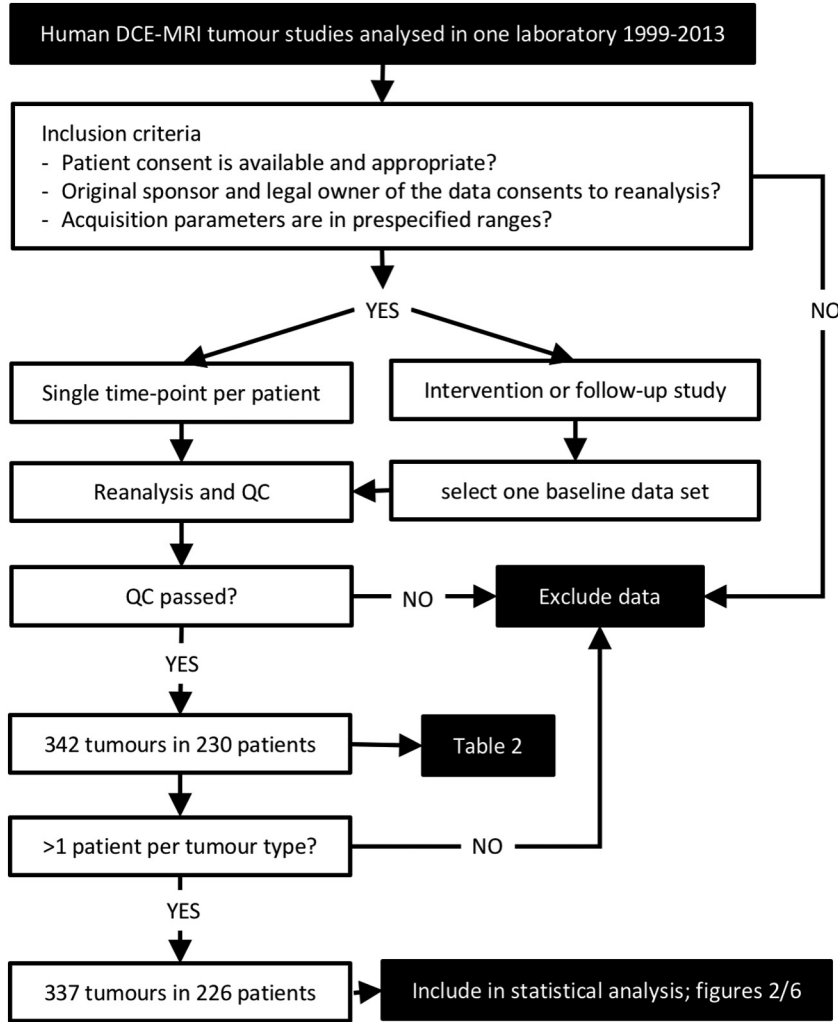 Human DCE-MRI tumour studies analysed in one laboratory 1999-2013
Inclusion criteria
- Patient consent is available and appropriate?
- Original sponsor and legal owner of the data consents to reanalysis?
- Acquisition parameters are in prespecified ranges?
YES
NO
Single time-point per patient
Intervention or follow-up study
Reanalysis and QC
select one baseline data set
QC passed?
NO
Exclude data
YES
342 tumours in 230 patients
Table 2
>1 patient per tumour type?
NO
YES
337 tumours in 226 patients
Include in statistical analysis; figures 2/6